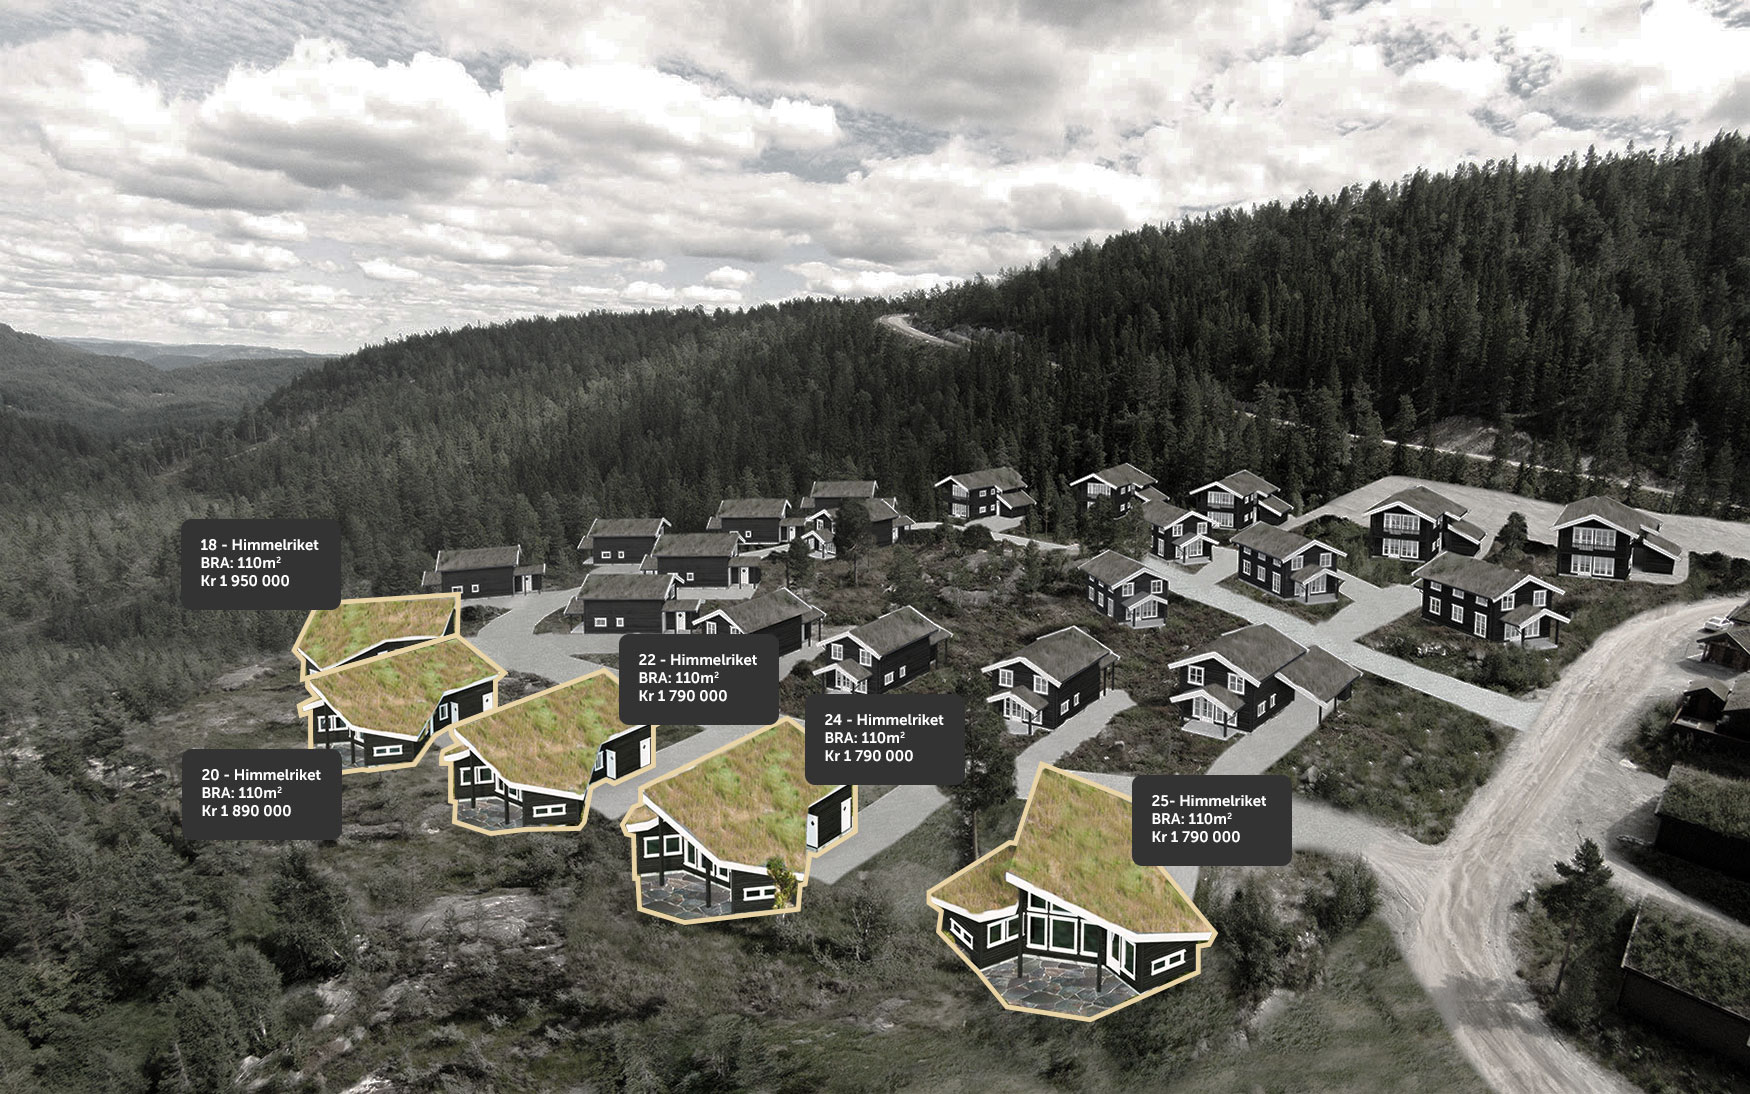 18 - Himmelriket
BRA: 110m²
Kr 1 950 000
22 - Himmelriket
BRA: 110m²
Kr 1 790 000
24 - Himmelriket
BRA: 110m²
Kr 1 790 000
20 - Himmelriket
BRA: 110m²
Kr 1 890 000
25- Himmelriket
BRA: 110m²
Kr 1 790 000